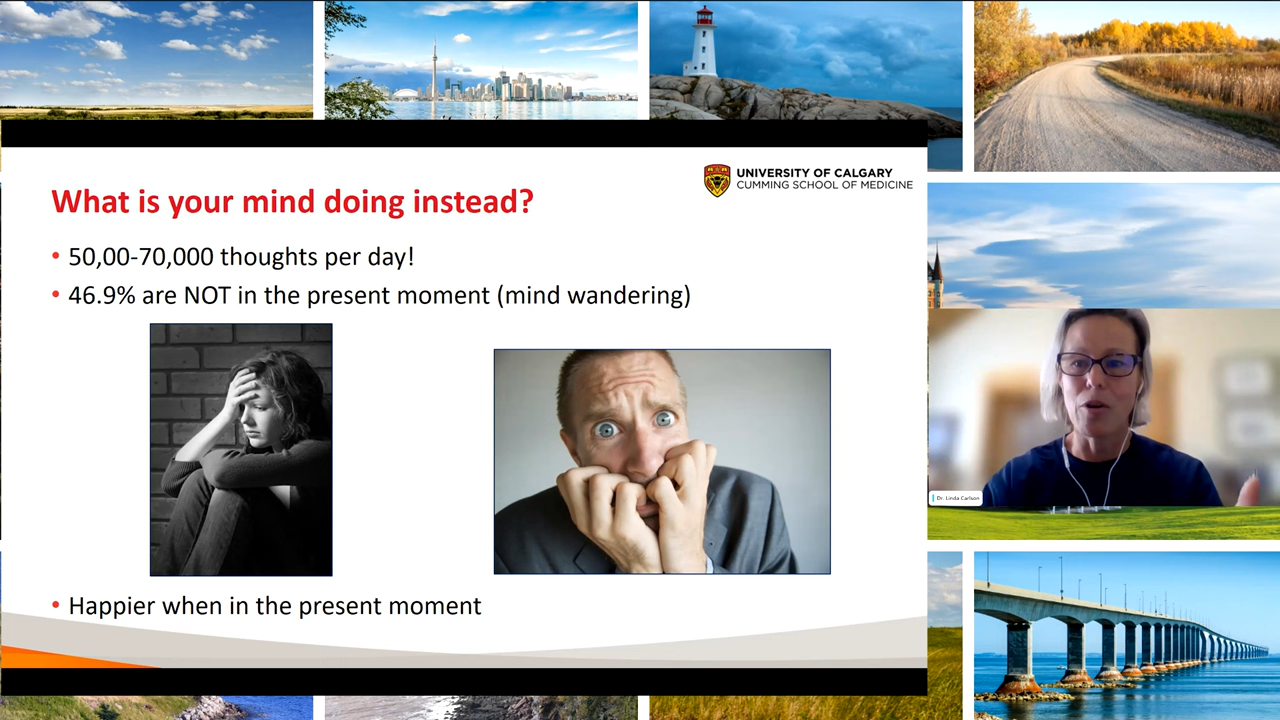 UNIVERSITY OF CALGARY
CUMMING SCHOOL OF MEDICINE
What is your mind doing instead?
• 50,00-70,000 thoughts per day!
• 46.9% are NOT in the present moment (mind wandering)
Dr. Linda Carlson
• Happier when in the present moment